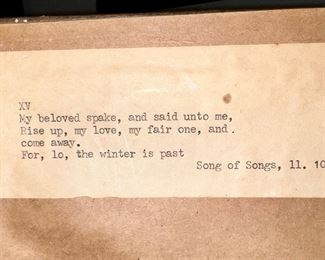 XV
My beloved spake, and said unto me,
Rise up, my love, my fair one, and.
come away.
For, lo, the winter is past
Song of Songs, 11. 10